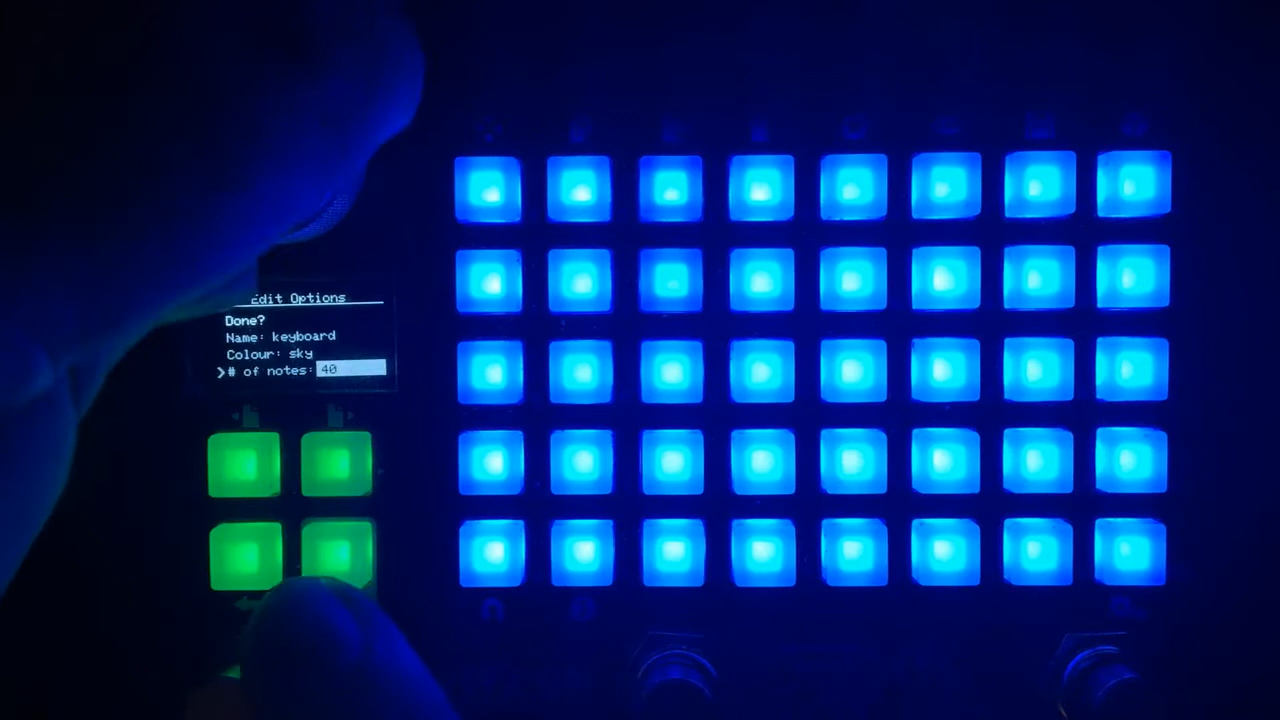 Edit Options
Done?
Name: keyboard
Colour: sky
># of notes: 40